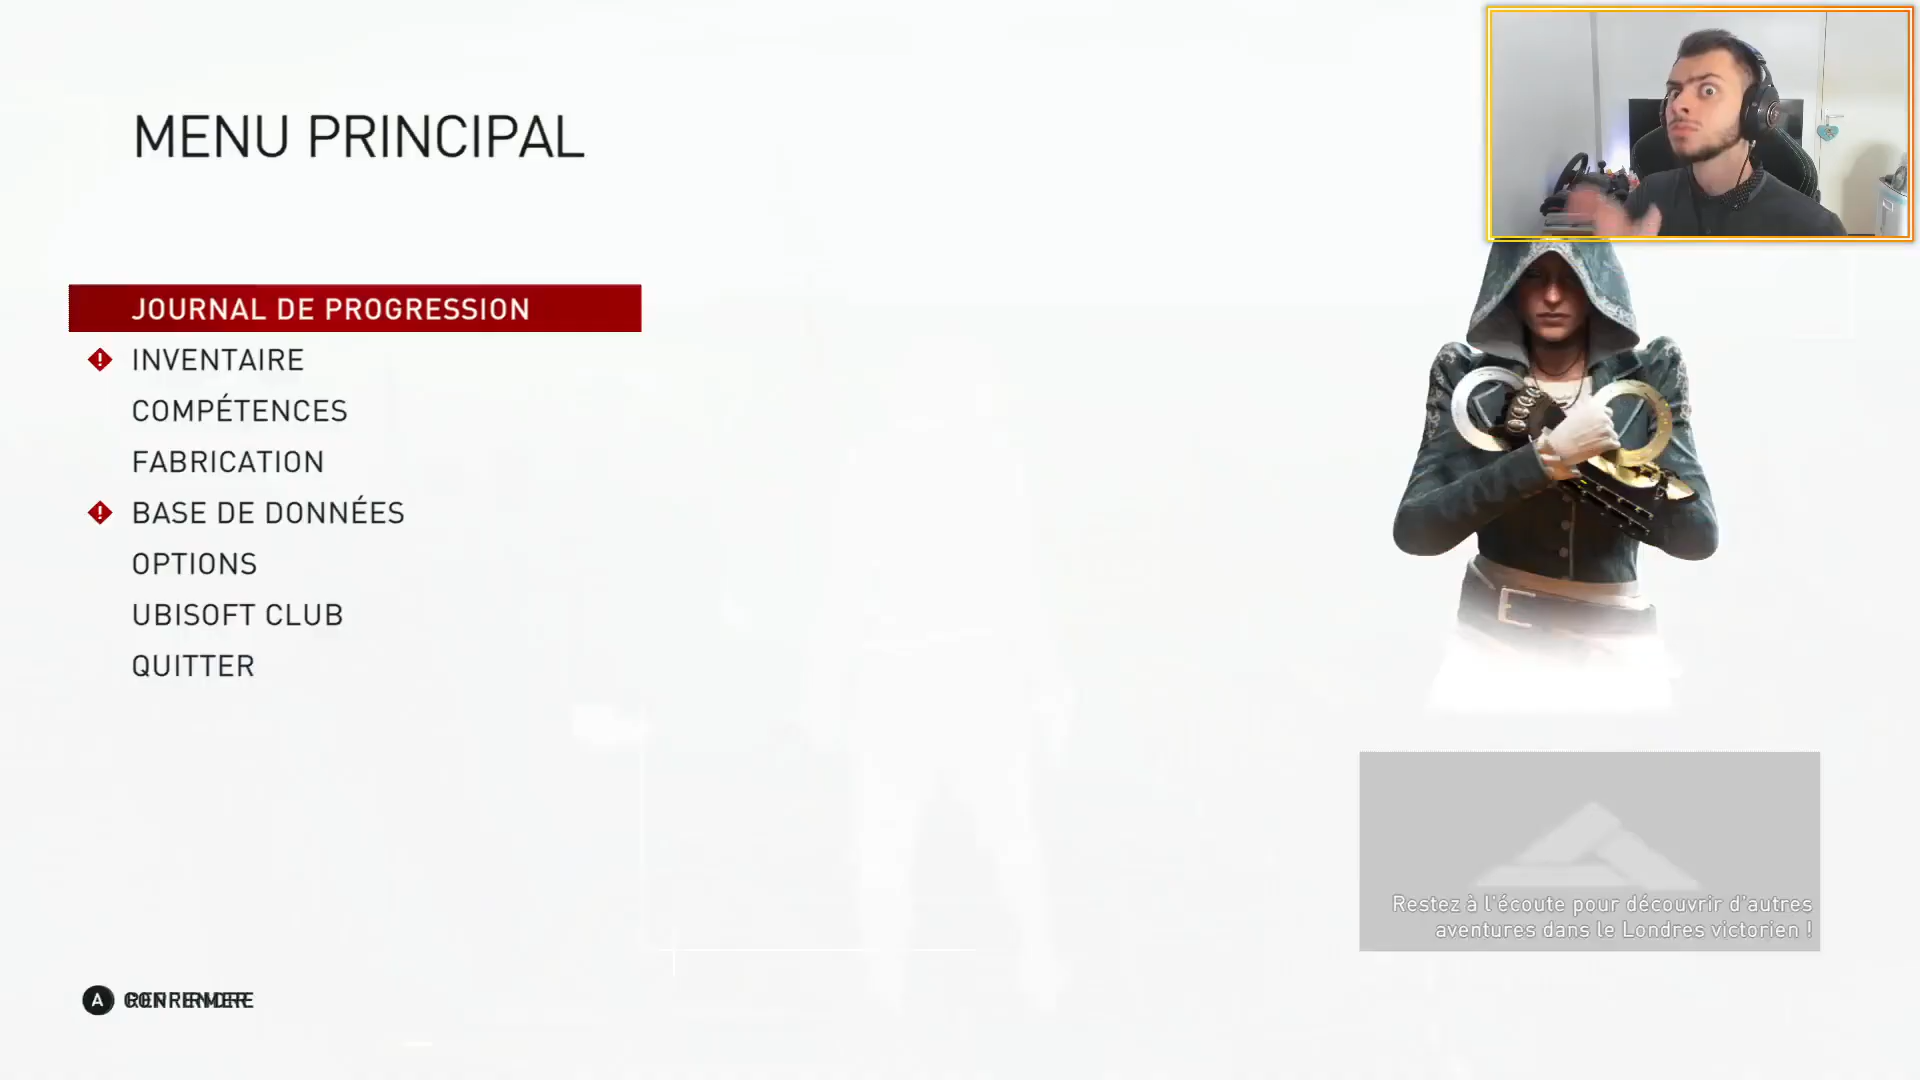 MENU PRINCIPAL
JOURNAL DE PROGRESSION
INVENTAIRE
COMPÉTENCES
FABRICATION
BASE DE DONNÉES
OPTIONS
UBISOFT CLUB
QUITTER
Restez à l'écoute pour découvrir d'autres
aventures dans le Londres victorien !
A